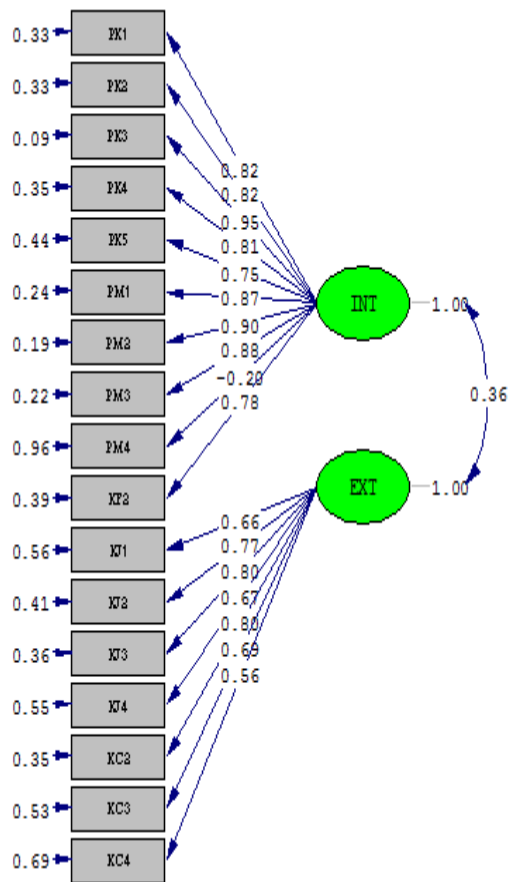 0.33 PK1
0.33 PK2
0.09 PK3
0.35 PK4
0.44 PK5
0.24 PM1
0.19 PM2
0.22 PM3
0.96 PM4
0.39 KF2
0.56 KJ1
0.41 KJ2
0.36 KJ3
0.55 KJ4
0.35 KC2
0.53 KC3
0.69 KC4
0.82
0.82
0.95
0.81
0.75
0.87
0.90
0.88
-0.20
0.78
0.66
0.77
0.80
0.67
0.80
0.69
0.56
INT 1.00
0.36
EXT 1.00